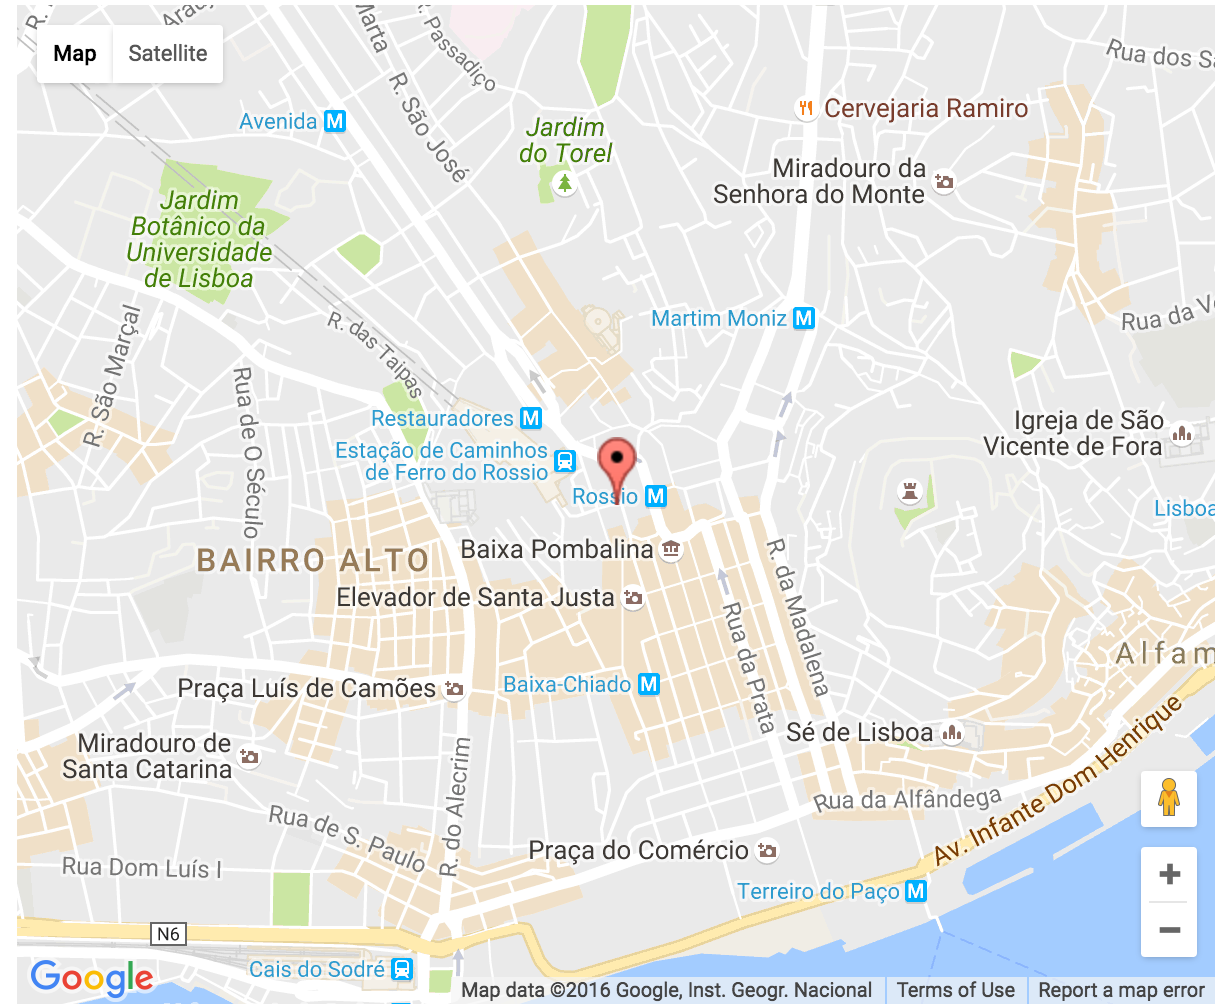 Map
Satellite
R. Passadiço
Rua dos
R. São José
Avenida
M
Cervejaria Ramiro
Jardim
do Torel
Miradouro da
Senhora do Monte
Jardim
Botânico da
Universidade
de Lisboa
R. São Marçal
R. das Taipas
Martim Moniz
M
Rua da
Rua de O Século
Restauradores
M
Estação de Caminhos
de Ferro do Rossio
Igreja de São
Vicente de Fora
Rossio
M
Lisboa
BAIRRO ALTO
Baixa Pombalina
Elevador de Santa Justa
R. da Madalena
Rua da Prata
Alfam
Praça Luís de Camões
Baixa-Chiado
M
Miradouro de
Santa Catarina
Sé de Lisboa
Av. Infante Dom Henrique
R. do Alecrim
Rua da Alfândega
Rua de S. Paulo
Praça do Comércio
Rua Dom Luís I
Terreiro do Paço
M
+
−
N6
Cais do Sodré
Google
Map data ©2016 Google, Inst. Geogr. Nacional
Terms of Use
Report a map error